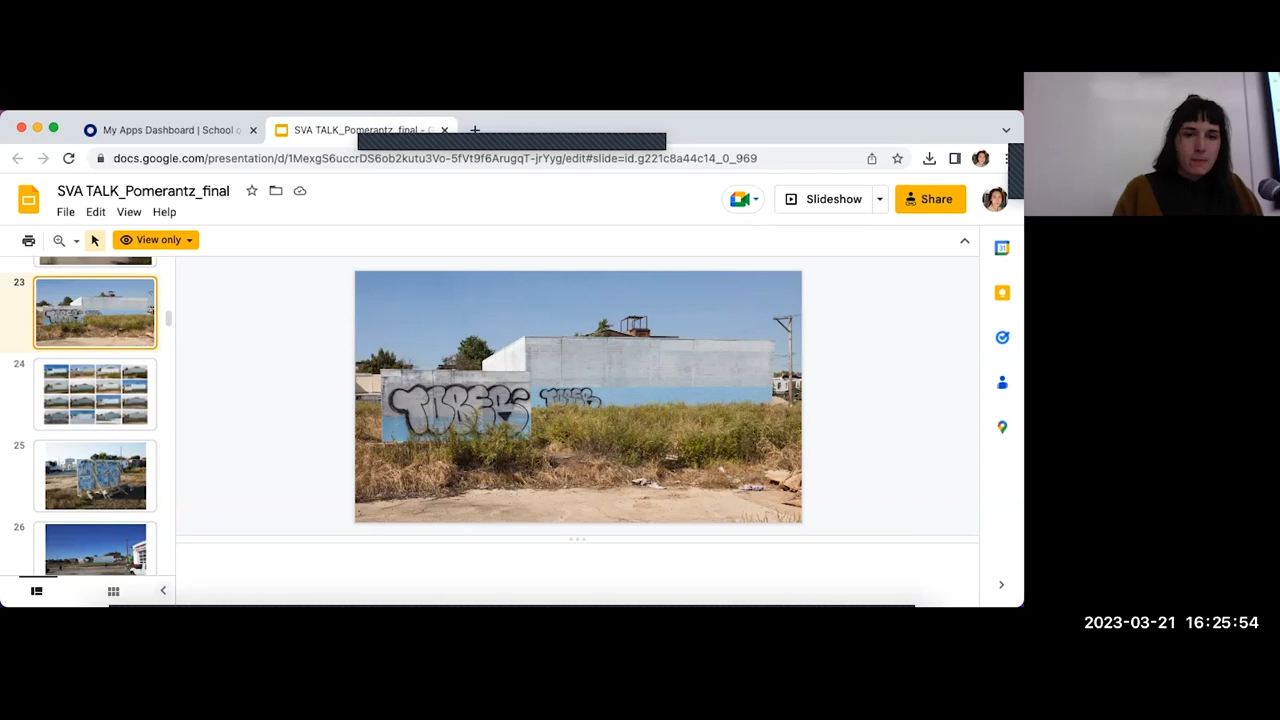 My Apps Dashboard | School o
SVA TALK_Pomerantz_final -
docs.google.com/presentation/d/1MexgS6uccrDS6ob2kutu3Vo-5fVt9f6ArugqT-jrYyg/edit#slide=id.g221c8a44c14_0_969
SVA TALK_Pomerantz_final
File Edit View Help
Slideshow
Share
View only
31
23
24
25
26
2023-03-21 16:25:54